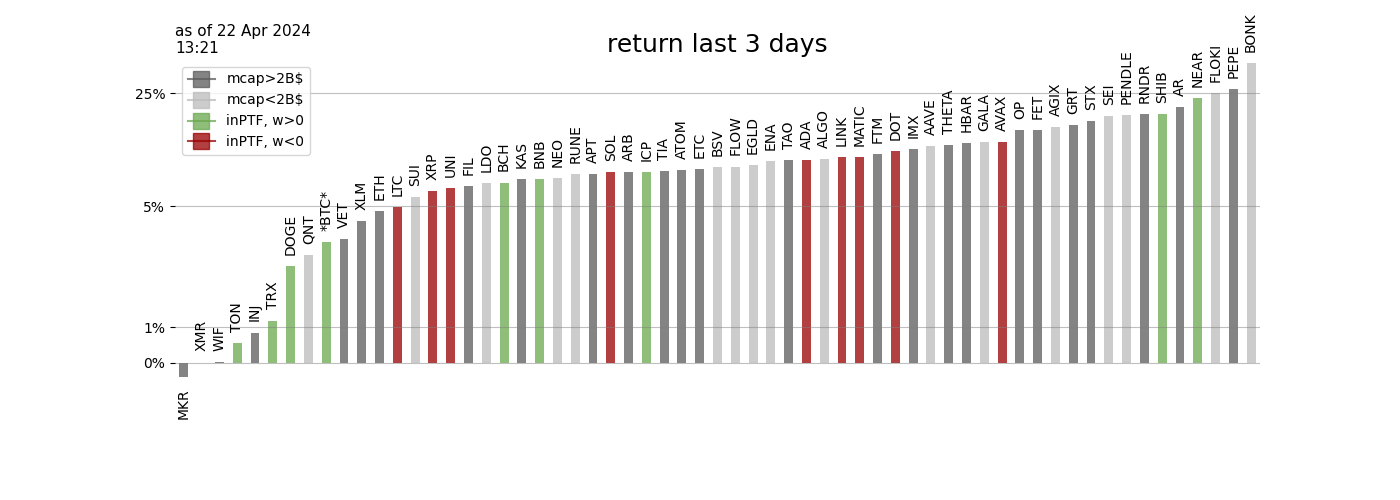 as of 22 Apr 2024
13:21
return last 3 days
mcap>2B$
mcap<2B$
inPTF, w>0
inPTF, w<0
25%
5%
1%
0%
MKR
XMR
WIF
TON
INJ
TRX
DOGE
QNT
*BTC*
VET
XLM
ETH
LTC
SUI
XRP
UNI
FIL
LDO
BCH
KAS
BNB
NEO
RUNE
APT
SOL
ARB
ICP
TIA
ATOM
ETC
BSV
FLOW
EGLD
ENA
TAO
ADA
ALGO
LINK
MATIC
FTM
DOT
IMX
AAVE
THETA
HBAR
GALA
AVAX
OP
FET
AGIX
GRT
STX
SEI
PENDLE
RNDR
SHIB
AR
NEAR
FLOKI
PEPE
BONK